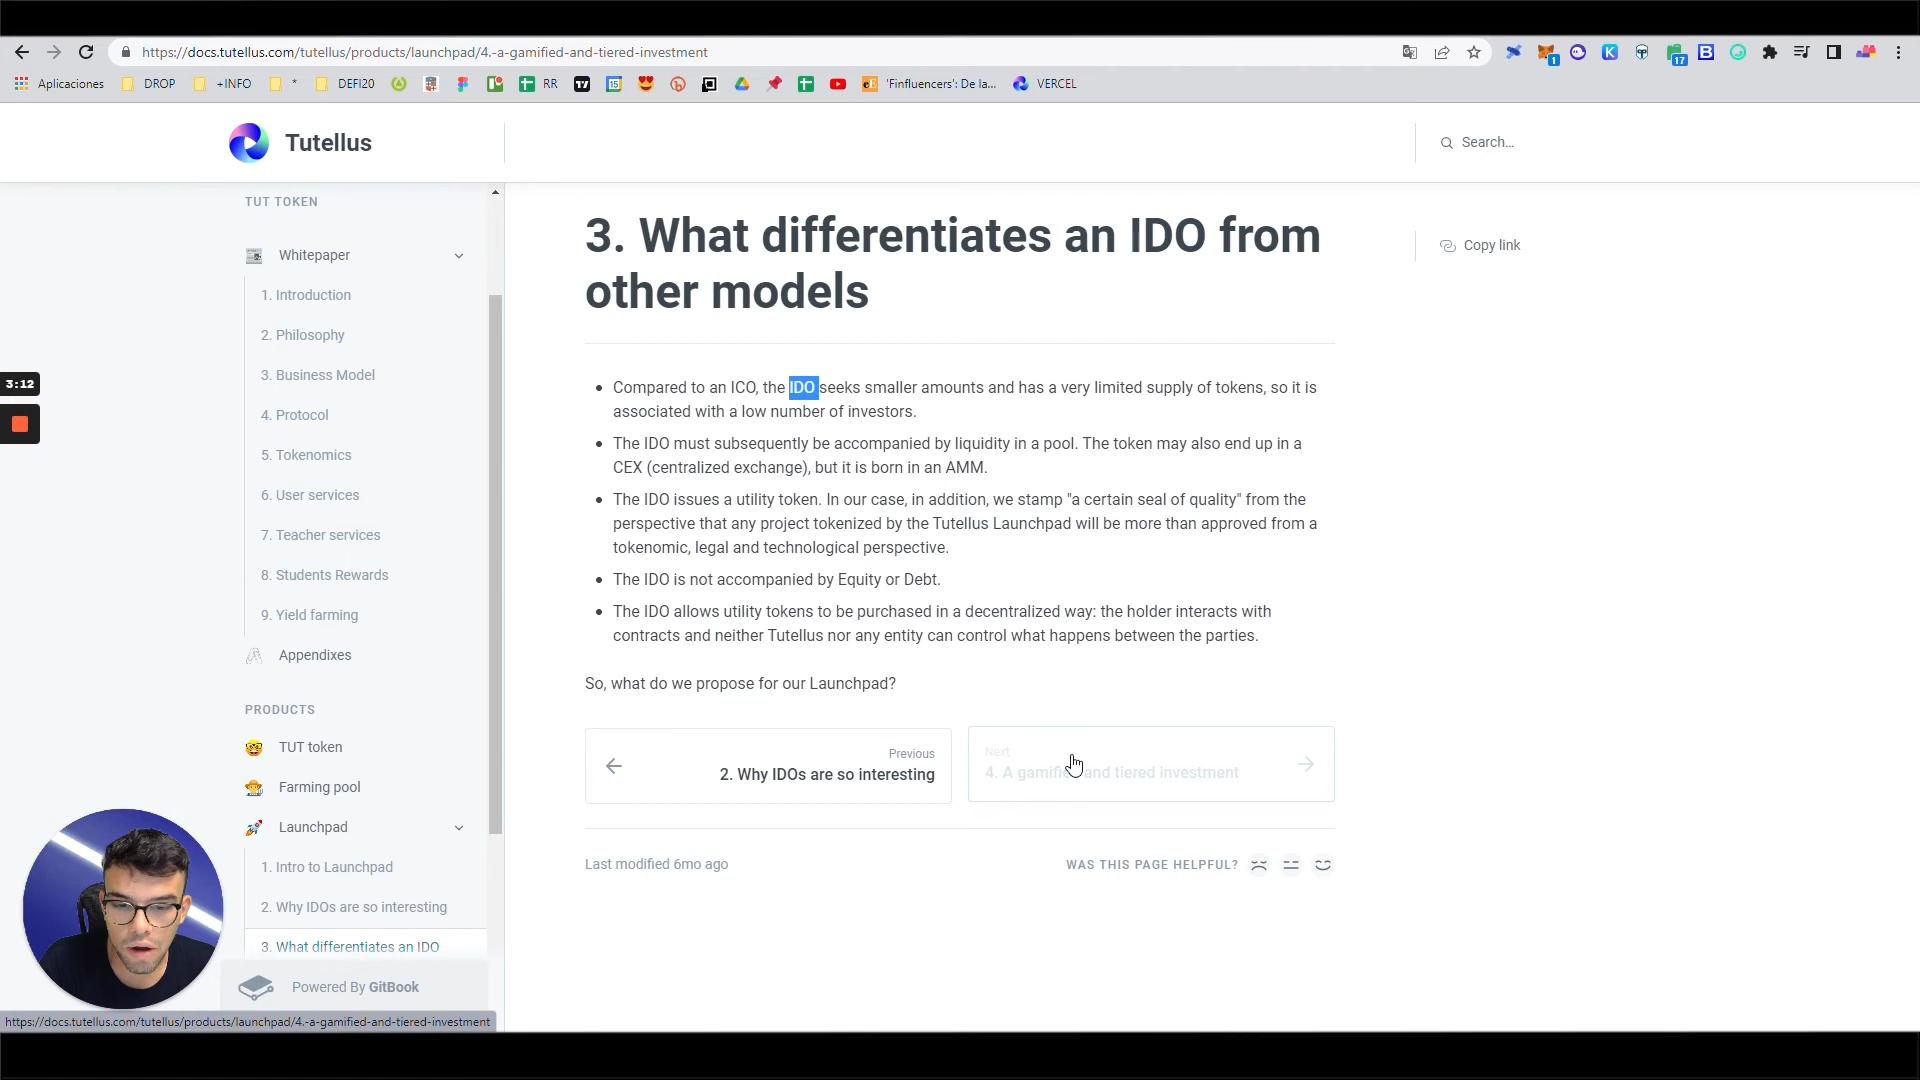 https://docs.tutellus.com/tutellus/products/launchpad/4.-a-gamified-and-tiered-investment
1
17
Aplicaciones
DROP
+INFO
*
DEFI20
RR
15
'Finfluencers': De la...
VERCEL
Tutellus
Search...
TUT TOKEN
Whitepaper
1. Introduction
2. Philosophy
3. Business Model
4. Protocol
5. Tokenomics
6. User services
7. Teacher services
8. Students Rewards
9. Yield farming
Appendixes
PRODUCTS
TUT token
Farming pool
Launchpad
1. Intro to Launchpad
2. Why IDOs are so interesting
3. What differentiates an IDO
Powered By GitBook
3:12
3. What differentiates an IDO from
other models
Copy link
Compared to an ICO, the IDO seeks smaller amounts and has a very limited supply of tokens, so it is
associated with a low number of investors.
The IDO must subsequently be accompanied by liquidity in a pool. The token may also end up in a
CEX (centralized exchange), but it is born in an AMM.
The IDO issues a utility token. In our case, in addition, we stamp "a certain seal of quality" from the
perspective that any project tokenized by the Tutellus Launchpad will be more than approved from a
tokenomic, legal and technological perspective.
The IDO is not accompanied by Equity or Debt.
The IDO allows utility tokens to be purchased in a decentralized way: the holder interacts with
contracts and neither Tutellus nor any entity can control what happens between the parties.
So, what do we propose for our Launchpad?
Previous
2. Why IDOs are so interesting
Next
4. A gamified and tiered investment
Last modified 6mo ago
WAS THIS PAGE HELPFUL?
https://docs.tutellus.com/tutellus/products/launchpad/4.-a-gamified-and-tiered-investment